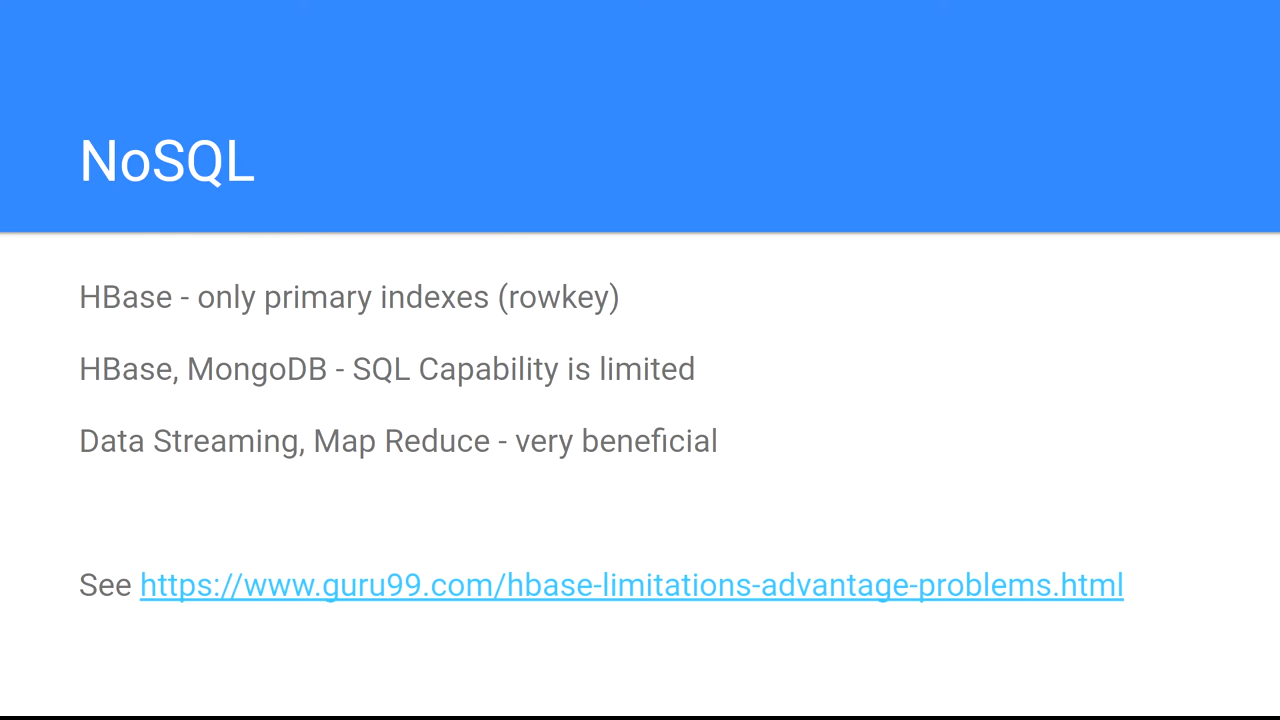 NoSQL
HBase - only primary indexes (rowkey)
HBase, MongoDB - SQL Capability is limited
Data Streaming, Map Reduce - very beneficial
See https://www.guru99.com/hbase-limitations-advantage-problems.html